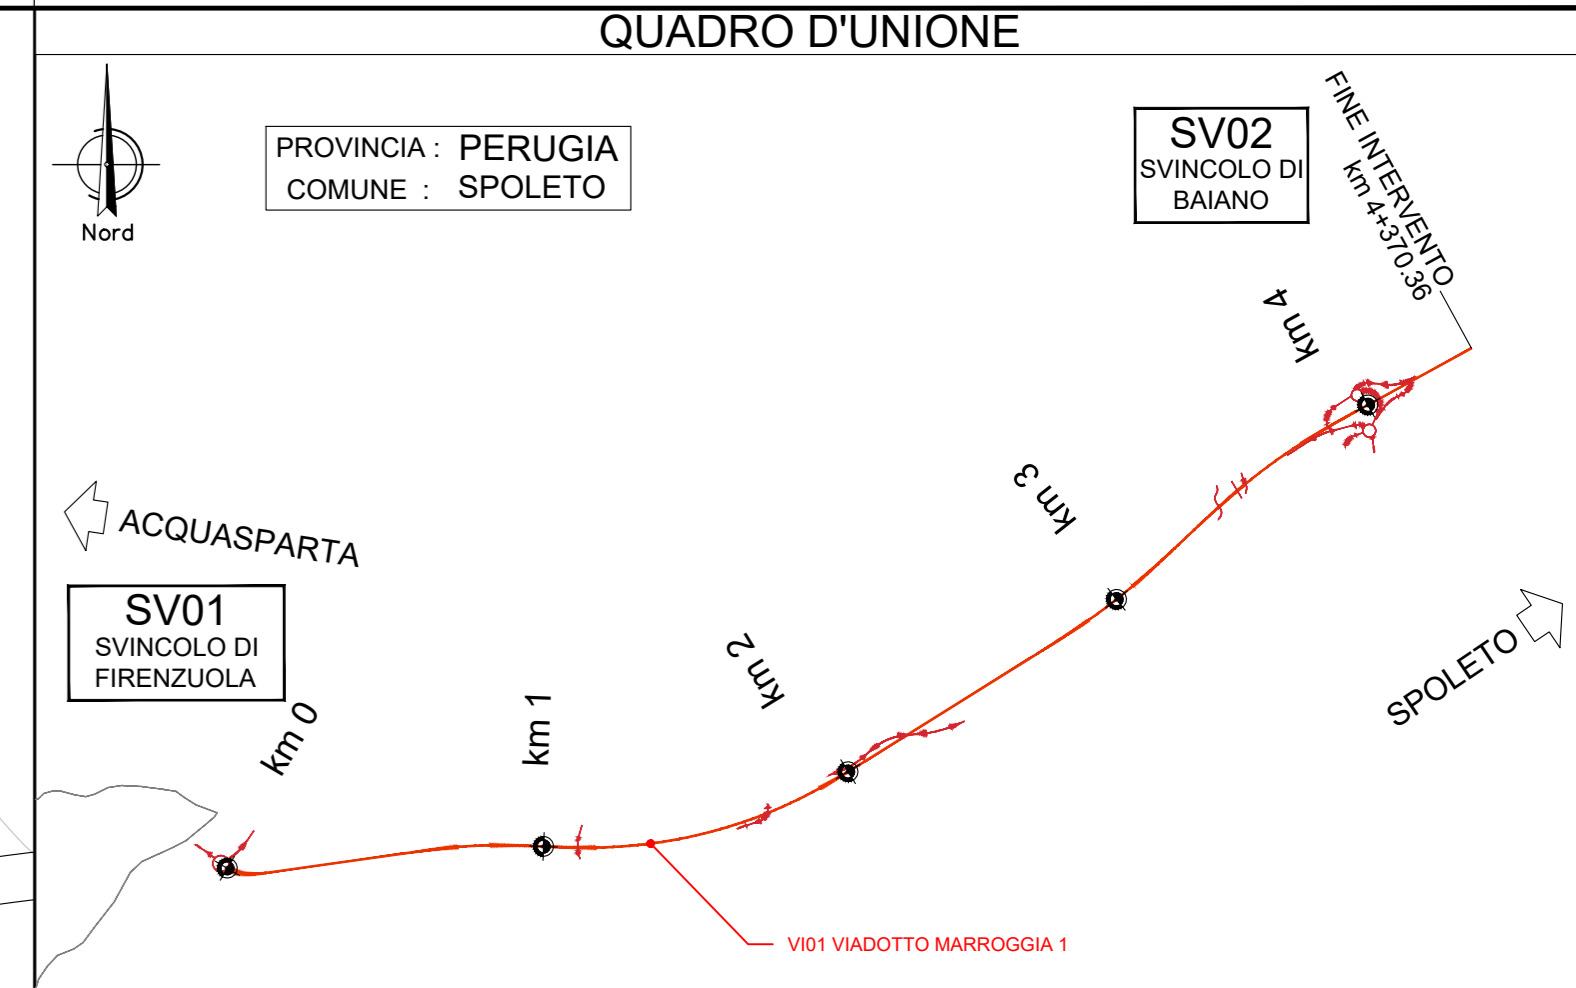 QUADRO D'UNIONE
Nord
PROVINCIA : PERUGIA
COMUNE : SPOLETO
SV02
SVINCOLO DI
BAIANO
FINE INTERVENTO
km 4+370.36
km 4
km 3
ACQUASPARTA
SV01
SVINCOLO DI
FIRENZUOLA
km 2
SPOLETO
km 1
km 0
VI01 VIADOTTO MARROGGIA 1